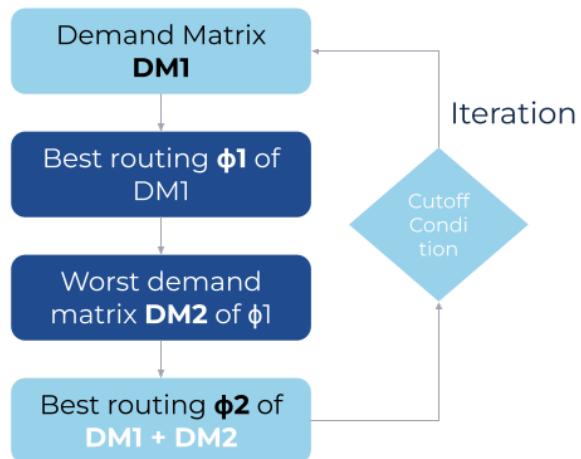 Demand Matrix
DM1
Best routing ϕ1 of
DM1
Worst demand
matrix DM2 of ϕ1
Best routing ϕ2 of
DM1 + DM2
Iteration
Cutoff
Condi
tion